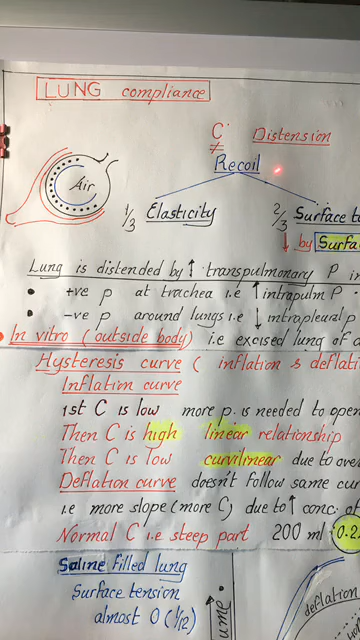 LUNG compliance
C Distension
≠
Recoil
Air
1/3 Elasticity 2/3 Surface
↓ by
Lung is distended by ↑ transpulmonary P
• +ve p at trachea i.e ↑ intrapulm P
• -ve p around lungs i.e ↓ intrapleural p
• In vitro (outside body) i.e excised lung of
Hysteresis curve ( inflation &
Inflation curve
1st C is low more p. is needed to open
Then C is high linear relationship
Then C is low curvilinear due to
Deflation curve doesn't follow same
i.e more slope (more C) due to ↑ conc. of
Normal C i.e steep part 200 ml
Saline filled lung
Surface tension
almost 0 (1/12)
deflation